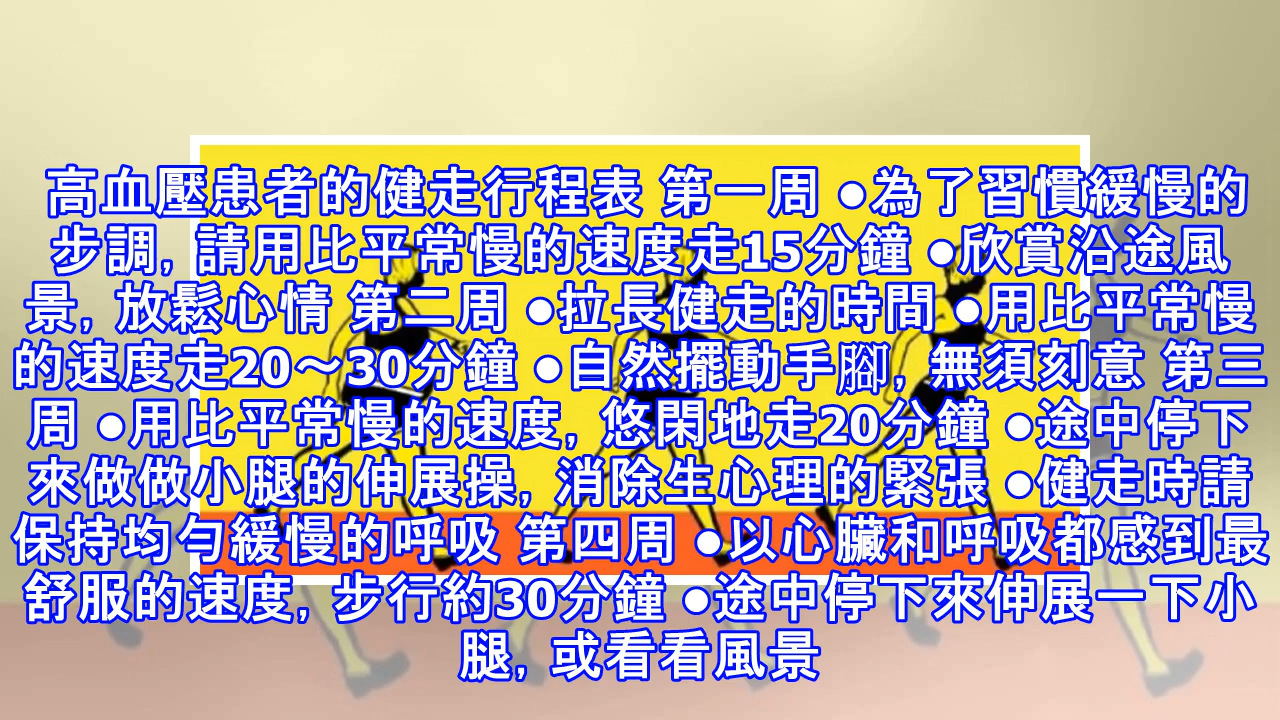 高血壓患者的健走行程表 第一周 ●為了習慣緩慢的
步調, 請用比平常慢的速度走15分鐘 ●欣賞沿途風
景, 放鬆心情 第二周 ●拉長健走的時間 ●用比平常慢
的速度走20～30分鐘 ●自然擺動手腳, 無須刻意 第三
周 ●用比平常慢的速度, 悠閑地走20分鐘 ●途中停下
來做做小腿的伸展操, 消除生心理的緊張 ●健走時請
保持均勻緩慢的呼吸 第四周 ●以心臟和呼吸都感到最
舒服的速度, 步行約30分鐘 ●途中停下來伸展一下小
腿, 或看看風景